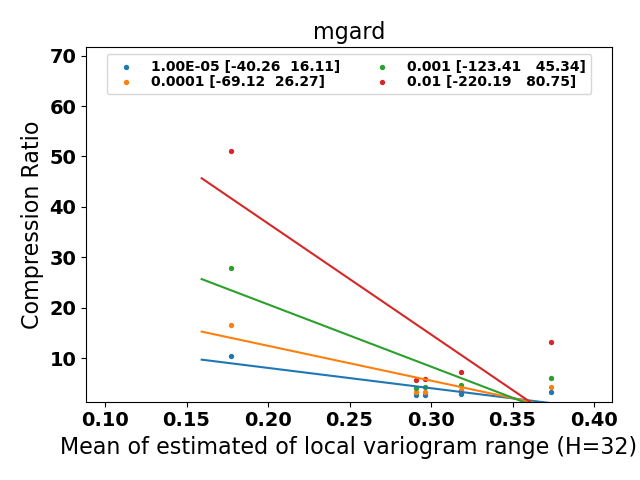 mgard
1.00E-05 [-40.26 16.11]
0.0001 [-69.12 26.27]
0.001 [-123.41 45.34]
0.01 [-220.19 80.75]
Compression Ratio
70
60
50
40
30
20
10
0.10 0.15 0.20 0.25 0.30 0.35 0.40
Mean of estimated of local variogram range (H=32)